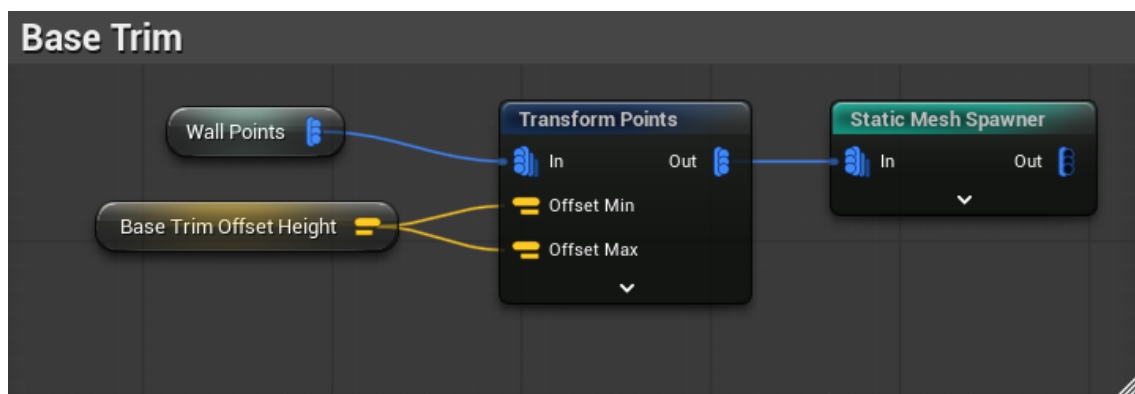 Base Trim
Wall Points
Base Trim Offset Height
Transform Points
In
Out
Offset Min
Offset Max
Static Mesh Spawner
In
Out